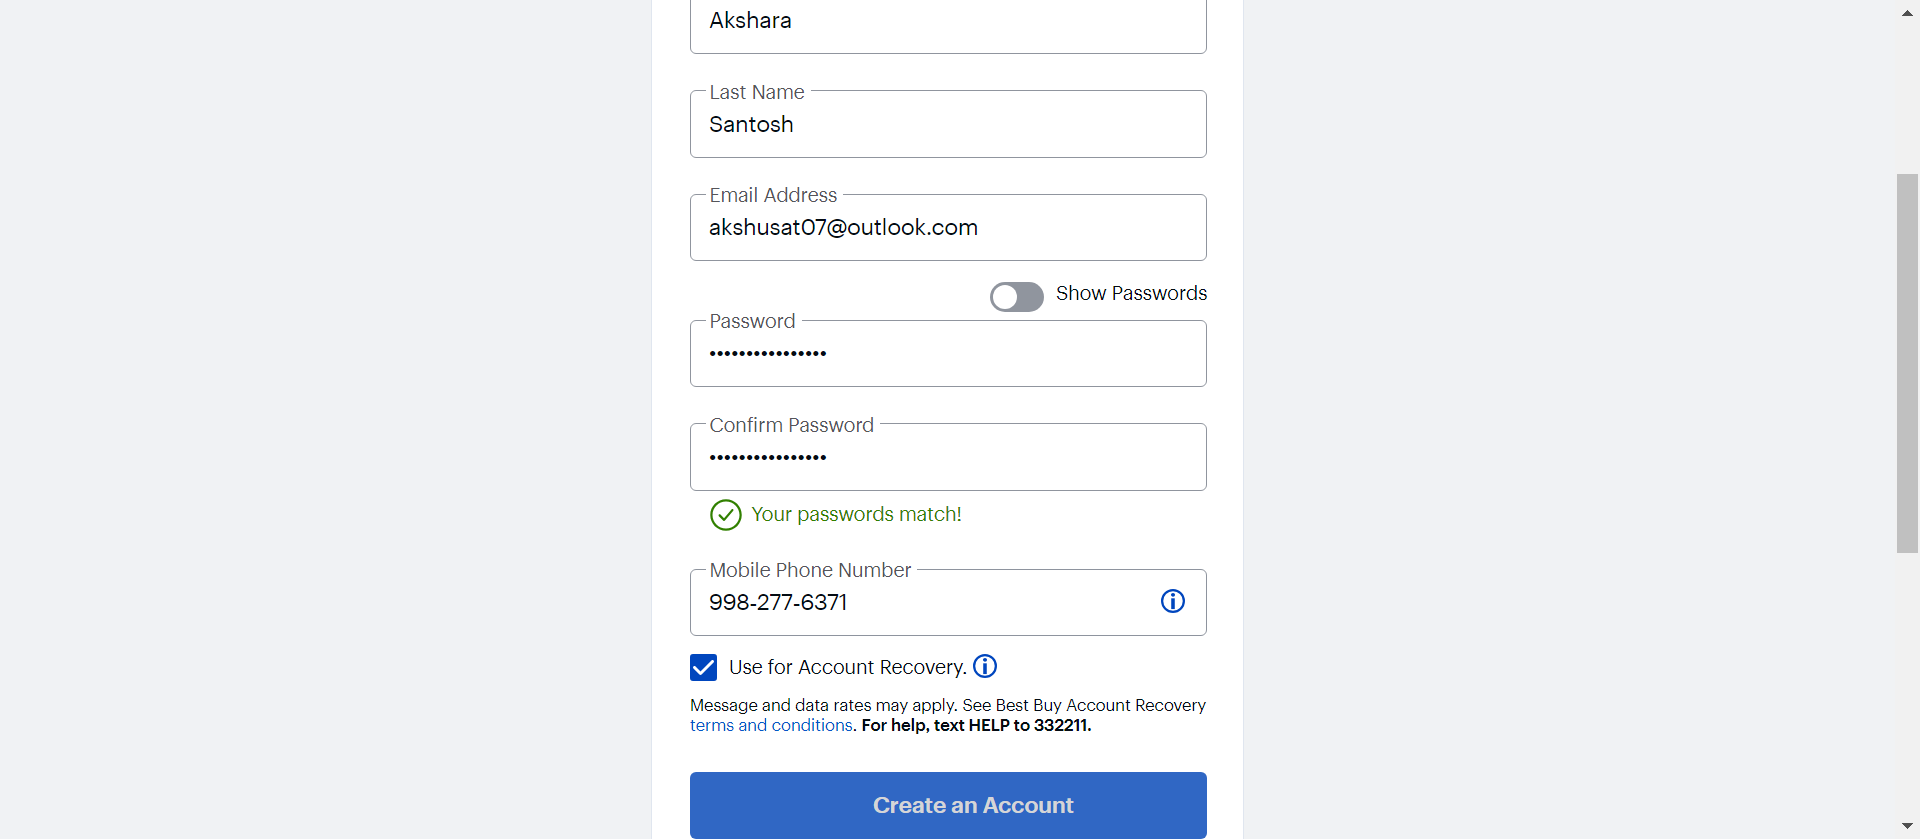 Akshara
Last Name
Santosh
Email Address
akshusat07@outlook.com
Show Passwords
Password
••••••••••••••••
Confirm Password
••••••••••••••••
Your passwords match!
Mobile Phone Number
998-277-6371
Use for Account Recovery.
Message and data rates may apply. See Best Buy Account Recovery
terms and conditions. For help, text HELP to 332211.
Create an Account